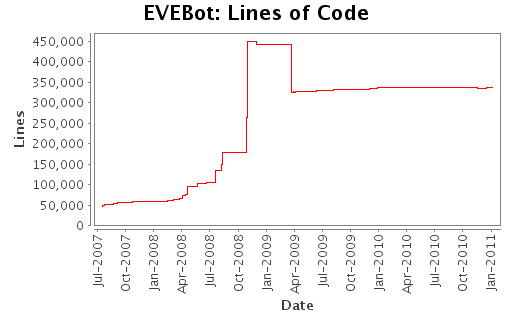 EVEBot: Lines of Code
450,000
400,000
350,000
300,000
250,000
200,000
150,000
100,000
50,000
0
Lines
Jul-2007
Oct-2007
Jan-2008
Apr-2008
Jul-2008
Oct-2008
Jan-2009
Apr-2009
Jul-2009
Oct-2009
Jan-2010
Apr-2010
Jul-2010
Oct-2010
Jan-2011
Date